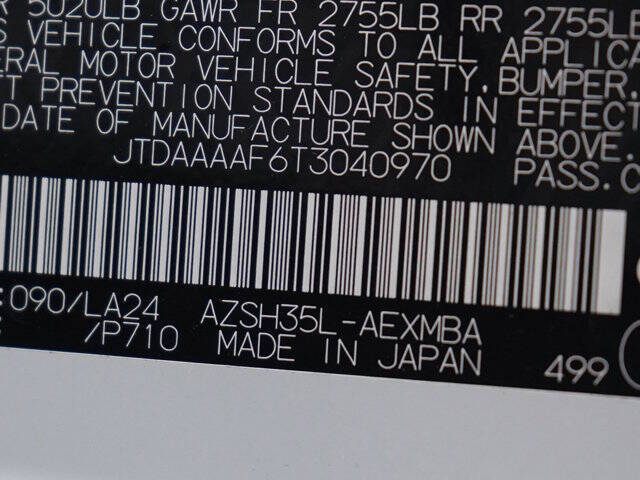 5020LB GAWR FR 2755LB RR 2755LB
S VEHICLE CONFORMS TO ALL APPLICA
ERAL MOTOR VEHICLE SAFETY, BUMPER,
T PREVENTION STANDARDS IN EFFECT
DATE OF MANUFACTURE SHOWN ABOVE.
JTDAAAAF6T3040970 PASS.C
:090/LA24 AZSH35L-AEXMBA
/P710 MADE IN JAPAN 499